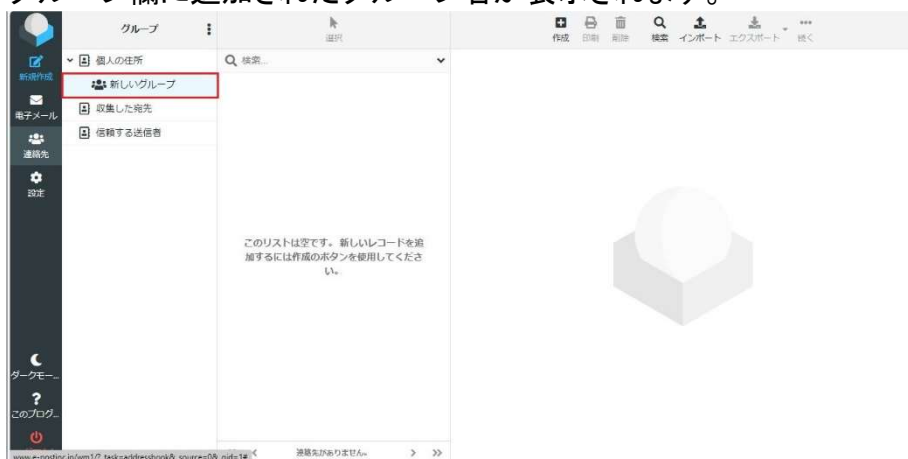 グループ欄に追加されたグループ名が表示されます。
グループ
選択
作成 印刷 削除 検索 インポート エクスポート 続く
新規作成
電子メール
連絡先
設定
個人の住所
新しいグループ
収集した宛先
信頼する送信者
検索...
このリストは空です。新しいレコードを追
加するには作成のボタンを使用してくださ
い。
ダークモー...
このプログ...
連絡先がありません。